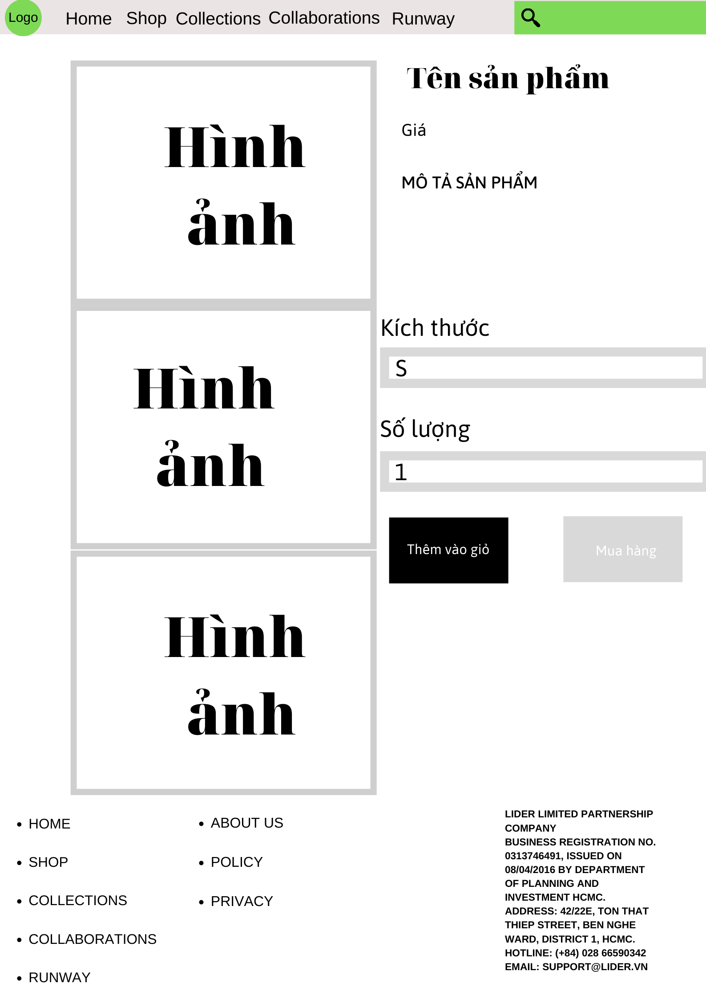 Logo
Home
Shop
Collections
Collaborations
Runway
Hình
ảnh
Tên sản phẩm
Giá
MÔ TẢ SẢN PHẨM
Hình
ảnh
Kích thước
S
Số lượng
1
Thêm vào giỏ
Mua hàng
Hình
ảnh
HOME
SHOP
COLLECTIONS
COLLABORATIONS
RUNWAY
ABOUT US
POLICY
PRIVACY
LIDER LIMITED PARTNERSHIP
COMPANY
BUSINESS REGISTRATION NO.
0313746491, ISSUED ON
08/04/2016 BY DEPARTMENT
OF PLANNING AND
INVESTMENT HCMC.
ADDRESS: 42/22E, TON THAT
THIEP STREET, BEN NGHE
WARD, DISTRICT 1, HCMC.
HOTLINE: (+84) 028 66590342
EMAIL: SUPPORT@LIDER.VN